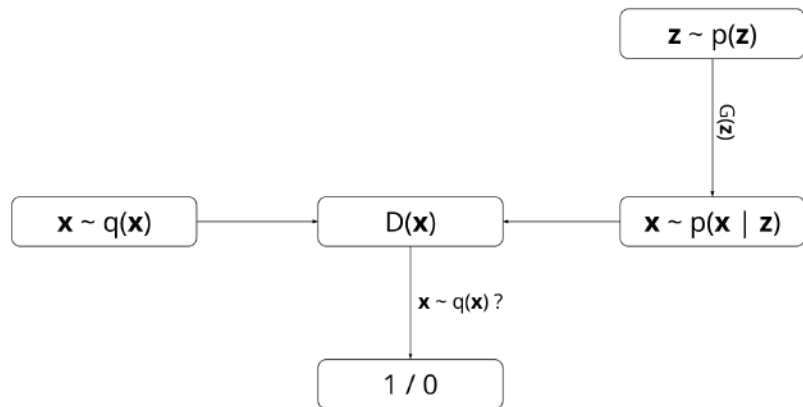 z ~ p(z)
G(z)
x ~ q(x)
D(x)
x ~ p(x | z)
x ~ q(x) ?
1 / 0